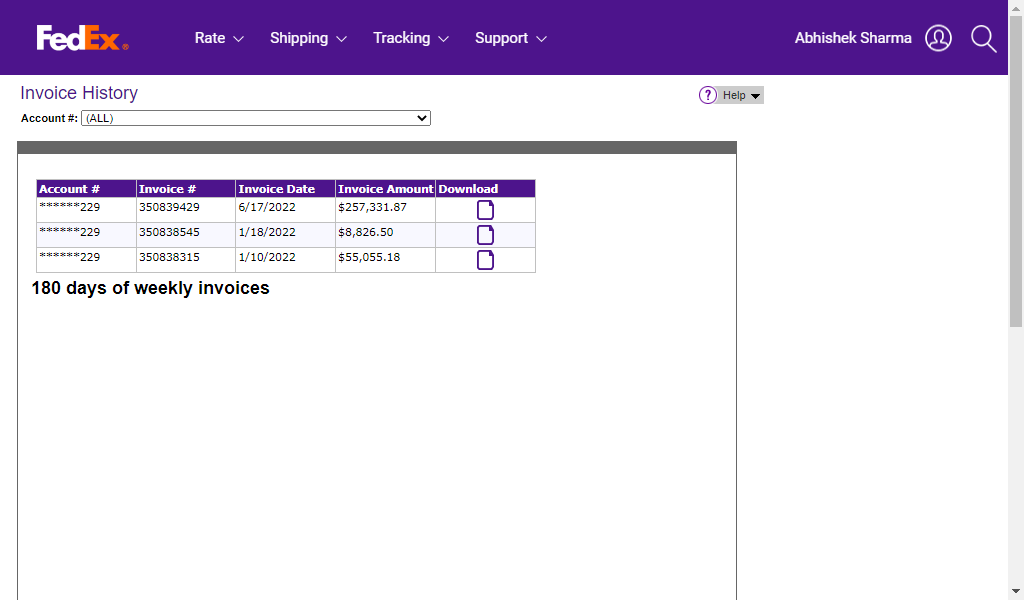 FedEx®
Rate Shipping Tracking Support Abhishek Sharma
Invoice History
? Help
Account #: (ALL)
Account # Invoice # Invoice Date Invoice Amount Download
******229 350839429 6/17/2022 $257,331.87
******229 350838545 1/18/2022 $8,826.50
******229 350838315 1/10/2022 $55,055.18
180 days of weekly invoices